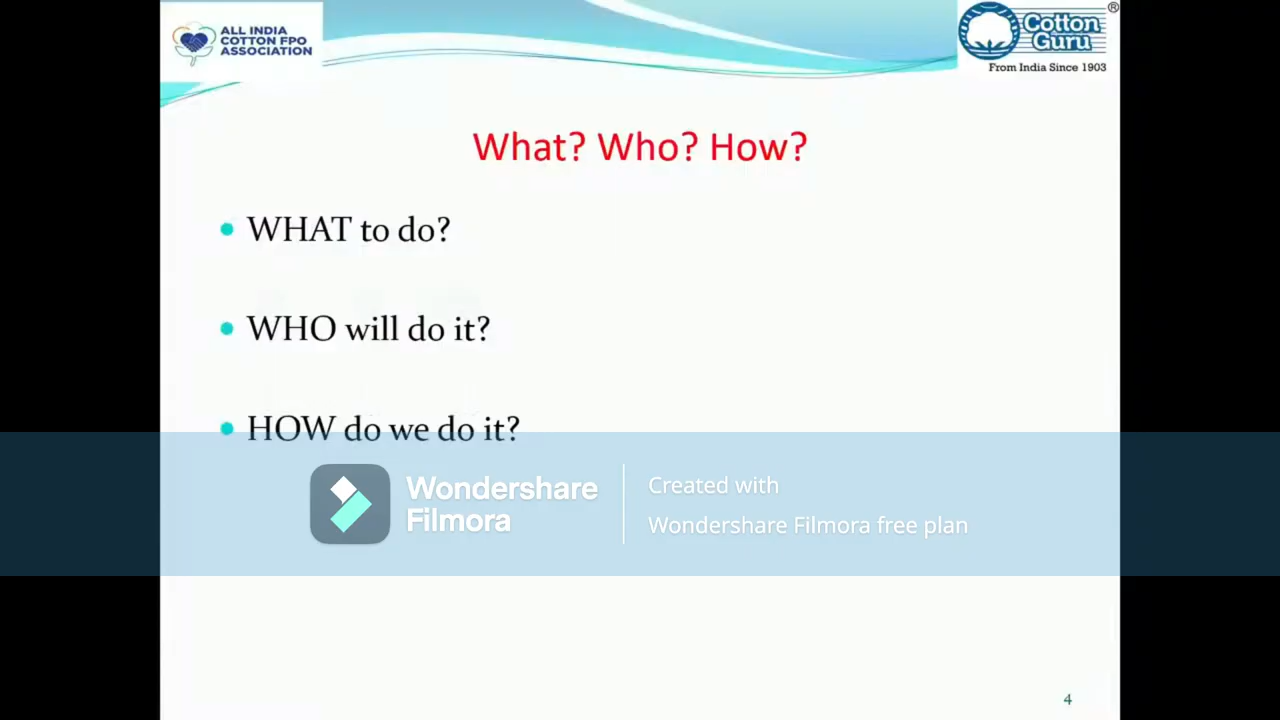 ALL INDIA
COTTON FPO
ASSOCIATION
Cotton
Guru
®
From India Since 1903
What? Who? How?
• WHAT to do?
• WHO will do it?
• HOW do we do it?
Wondershare
Filmora
Created with
Wondershare Filmora free plan
4